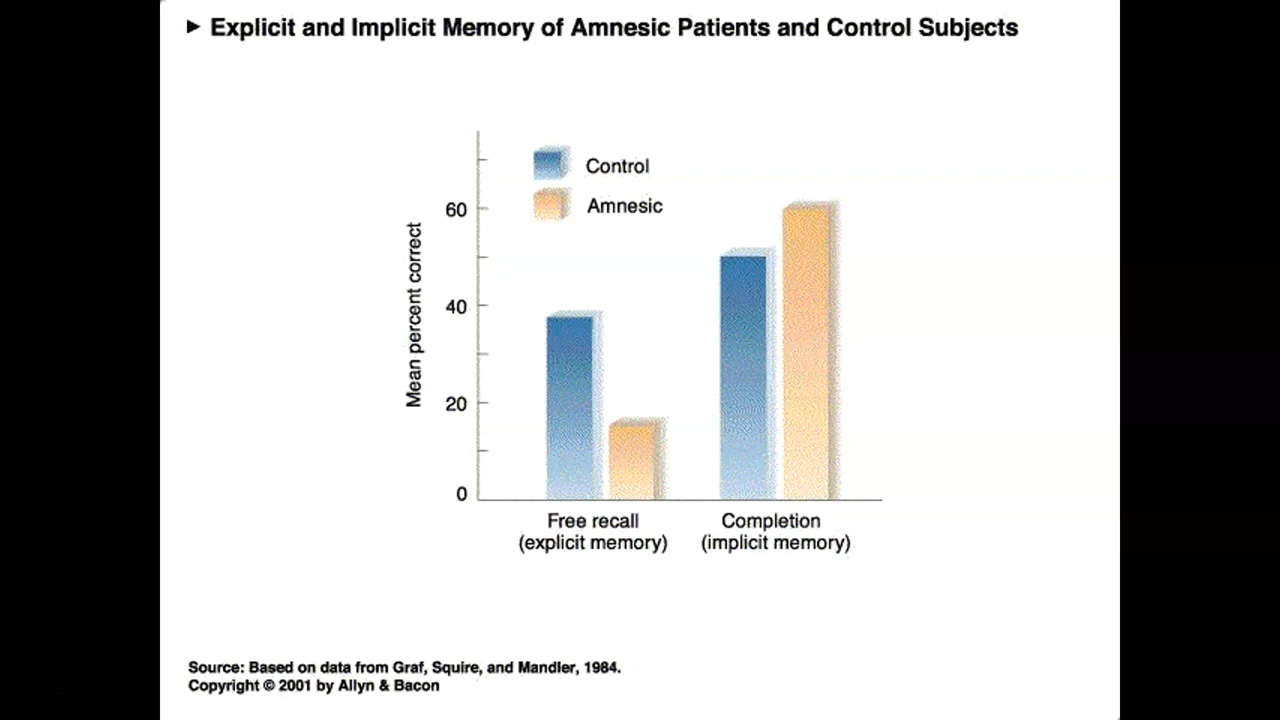 ► Explicit and Implicit Memory of Amnesic Patients and Control Subjects
Control
Amnesic
Mean percent correct
60
40
20
0
Free recall
(explicit memory)
Completion
(implicit memory)
Source: Based on data from Graf, Squire, and Mandler, 1984.
Copyright © 2001 by Allyn & Bacon